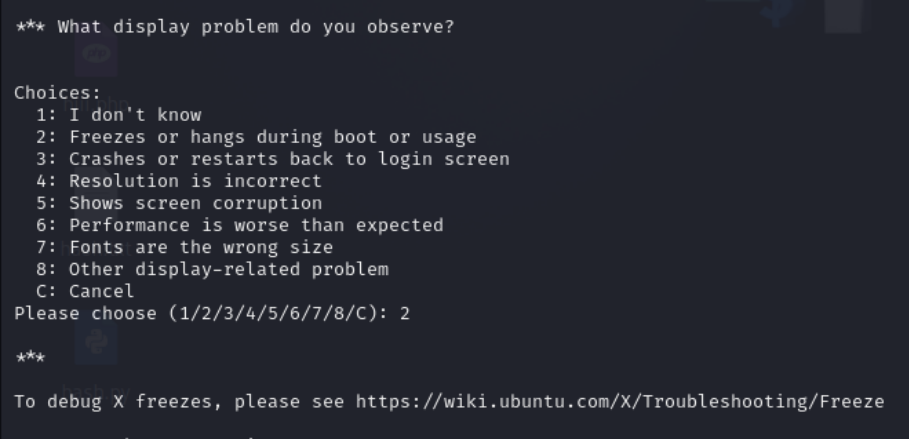 *** What display problem do you observe?
Choices:
1: I don't know
2: Freezes or hangs during boot or usage
3: Crashes or restarts back to login screen
4: Resolution is incorrect
5: Shows screen corruption
6: Performance is worse than expected
7: Fonts are the wrong size
8: Other display-related problem
C: Cancel
Please choose (1/2/3/4/5/6/7/8/C): 2
***
To debug X freezes, please see https://wiki.ubuntu.com/X/Troubleshooting/Freeze